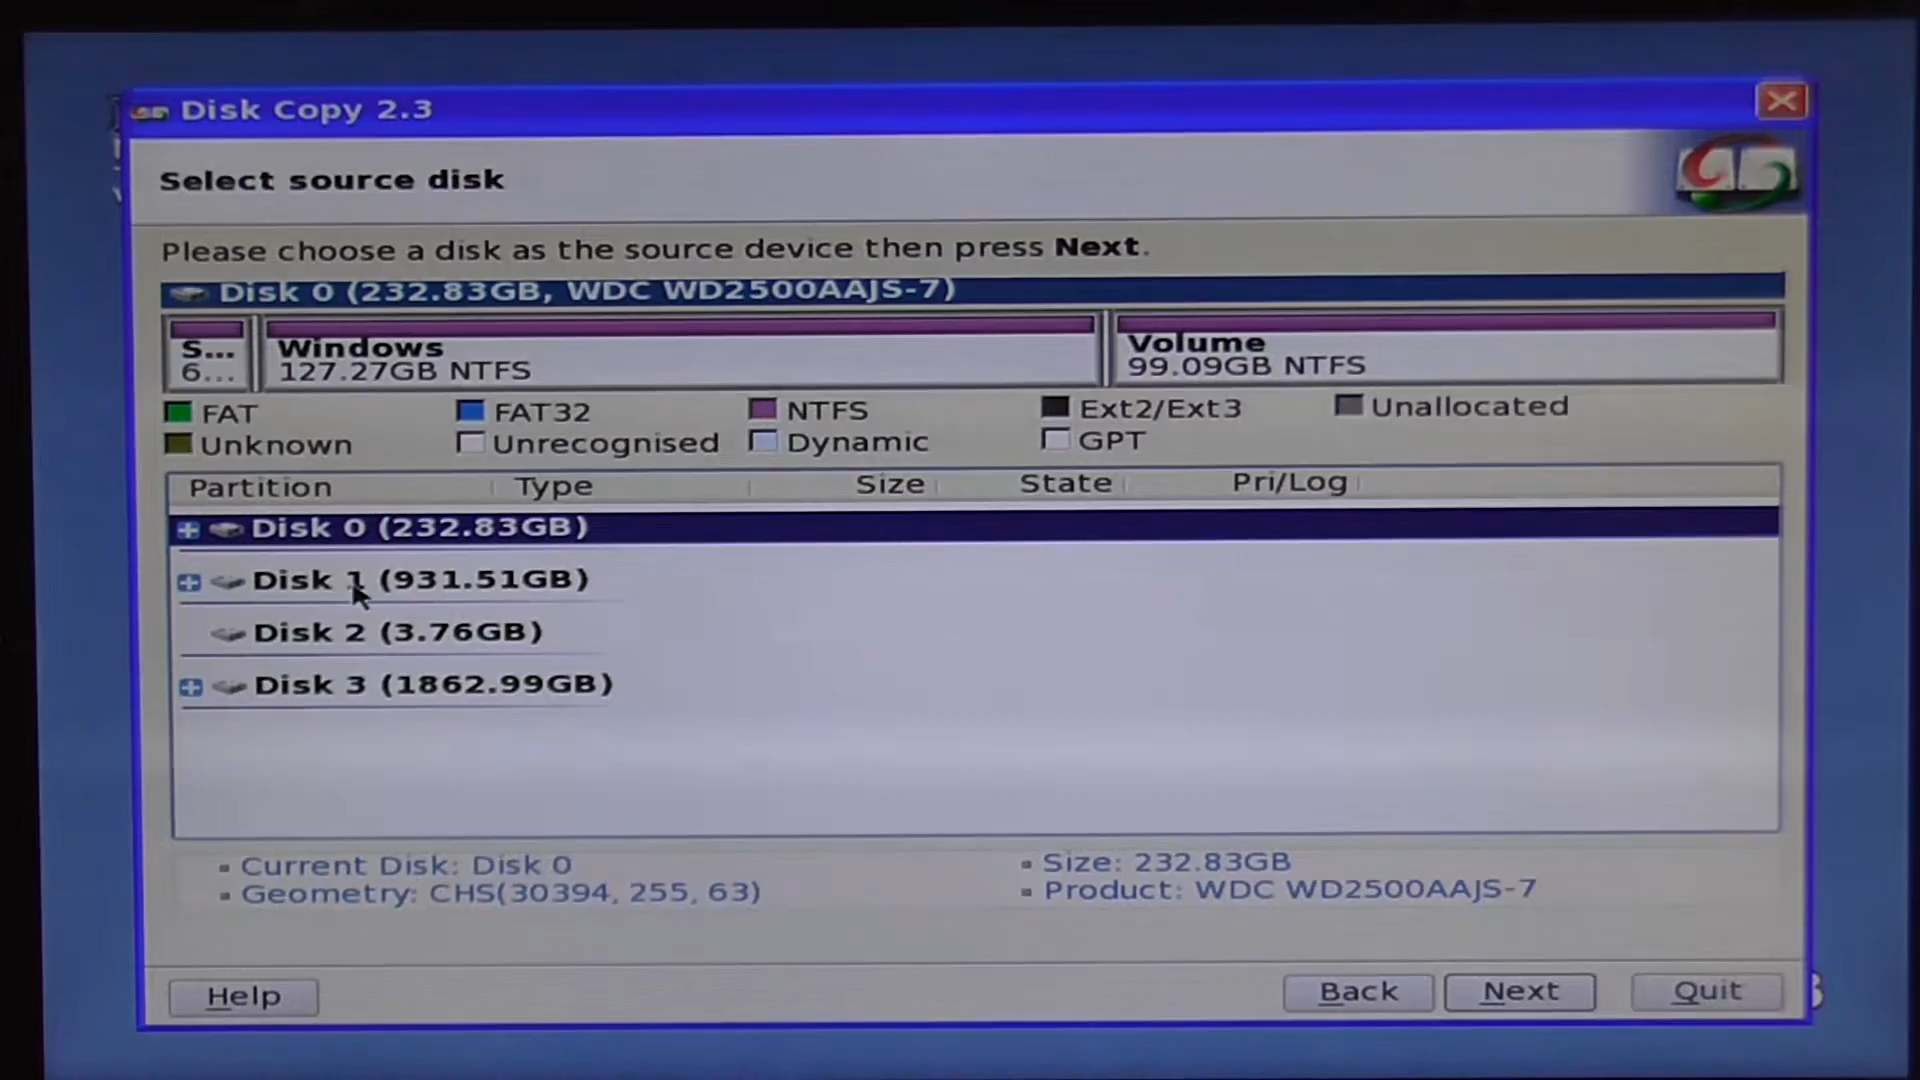 Disk Copy 2.3
Select source disk
Please choose a disk as the source device then press Next.
Disk 0 (232.83GB, WDC WD2500AAJS-7)
S... Windows Volume
6... 127.27GB NTFS 99.09GB NTFS
FAT FAT32 NTFS Ext2/Ext3 Unallocated
Unknown Unrecognised Dynamic GPT
Partition Type Size State Pri/Log
Disk 0 (232.83GB)
Disk 1 (931.51GB)
Disk 2 (3.76GB)
Disk 3 (1862.99GB)
Current Disk: Disk 0 Size: 232.83GB
Geometry: CHS(30394, 255, 63) Product: WDC WD2500AAJS-7
Help Back Next Quit